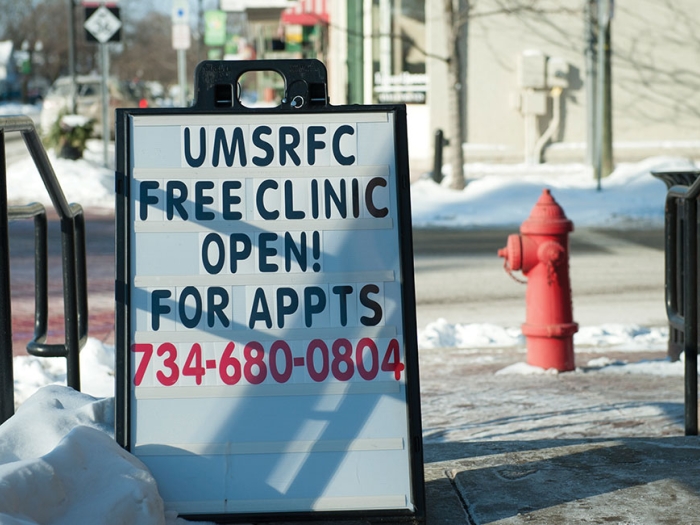 UMSRFC
FREE CLINIC
OPEN!
FOR APPTS
734-680-0804